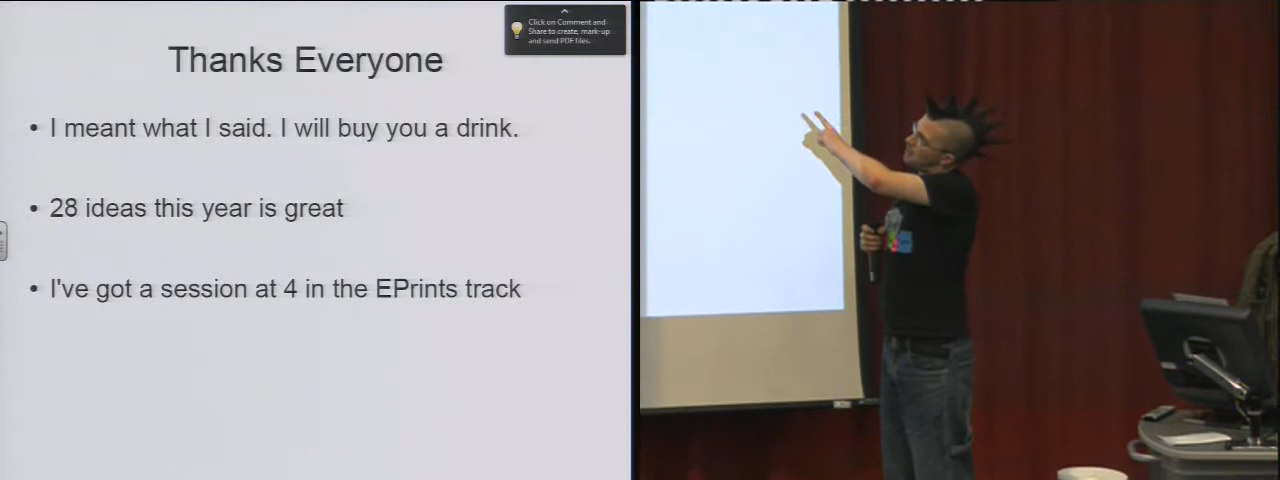 Thanks Everyone
• I meant what I said. I will buy you a drink.
• 28 ideas this year is great
• I've got a session at 4 in the EPrints track
Click on Comment and
Share to create, mark-up
and send PDF files.